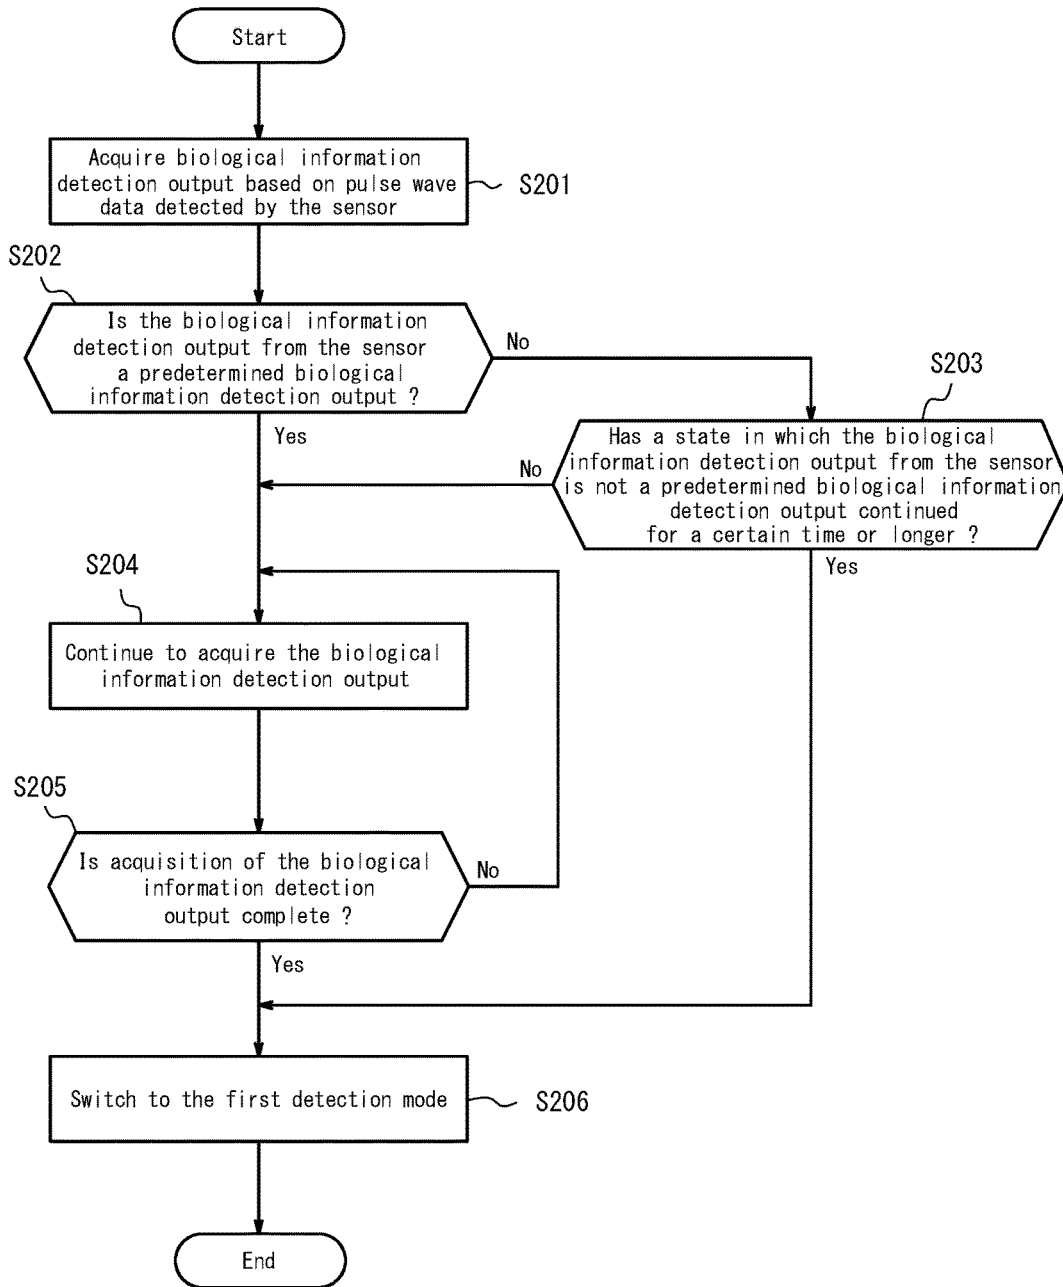 Start
Acquire biological information
detection output based on pulse wave
data detected by the sensor
S201
S202
Is the biological information
detection output from the sensor
a predetermined biological
information detection output ?
No
Yes
S203
Has a state in which the biological
information detection output from the sensor
is not a predetermined biological information
detection output continued
for a certain time or longer ?
No
Yes
S204
Continue to acquire the biological
information detection output
S205
Is acquisition of the biological
information detection
output complete ?
No
Yes
Switch to the first detection mode
S206
End